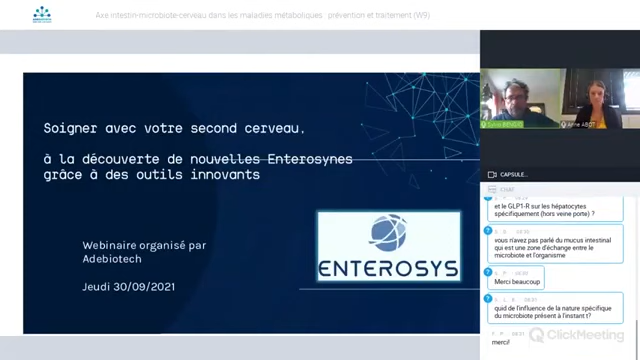 ADEBIOTECH
Axe intestin-microbiote-cerveau dans les maladies métaboliques : prévention et traitement (W9)
Soigner avec votre second cerveau,
à la découverte de nouvelles Enterosynes
grâce à des outils innovants
Webinaire organisé par
Adebiotech
Jeudi 30/09/2021
ENTEROSYS
Anne ABOT
CAPSULE...
CHAT
et le GLP1-R sur les hépatocytes
spécifiquement (hors veine porte) ?
vous n'avez pas parlé du mucus intestinal
qui est une zone d'échange entre le
microbiote et l'organisme
Merci beaucoup
quid de l'influence de la nature spécifique
du microbiote présent à l'instant t?
merci!
ClickMeeting